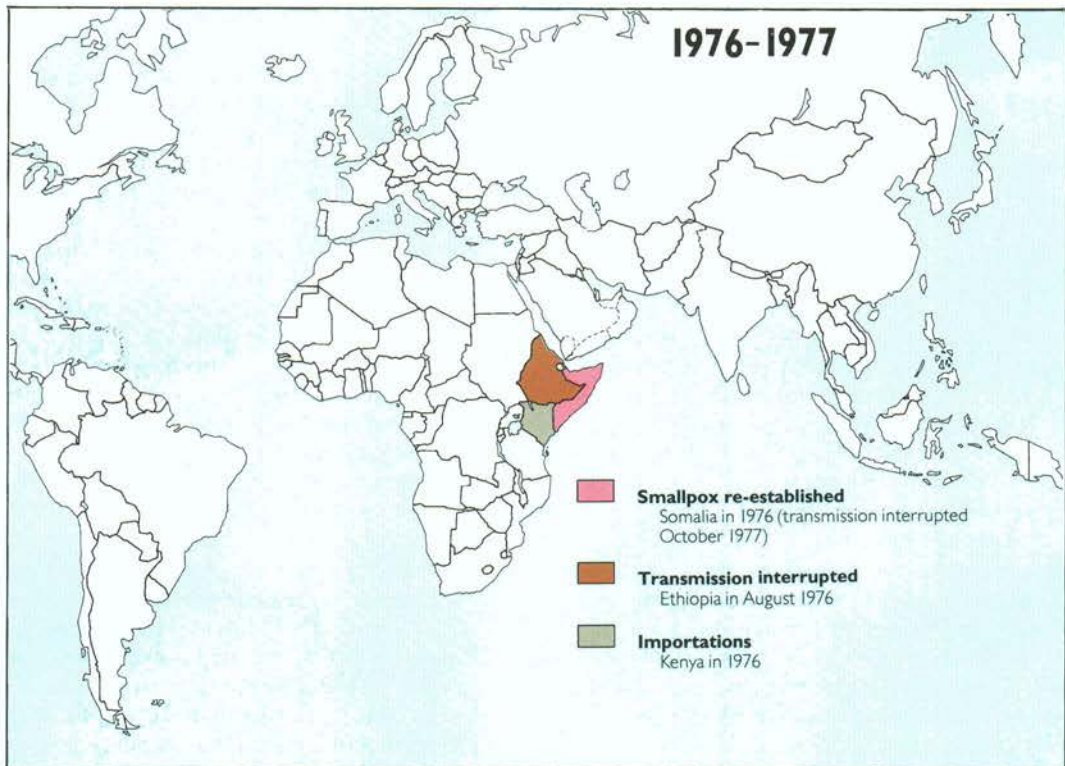 1976–1977
Smallpox re-established
Somalia in 1976 (transmission interrupted
October 1977)
Transmission interrupted
Ethiopia in August 1976
Importations
Kenya in 1976